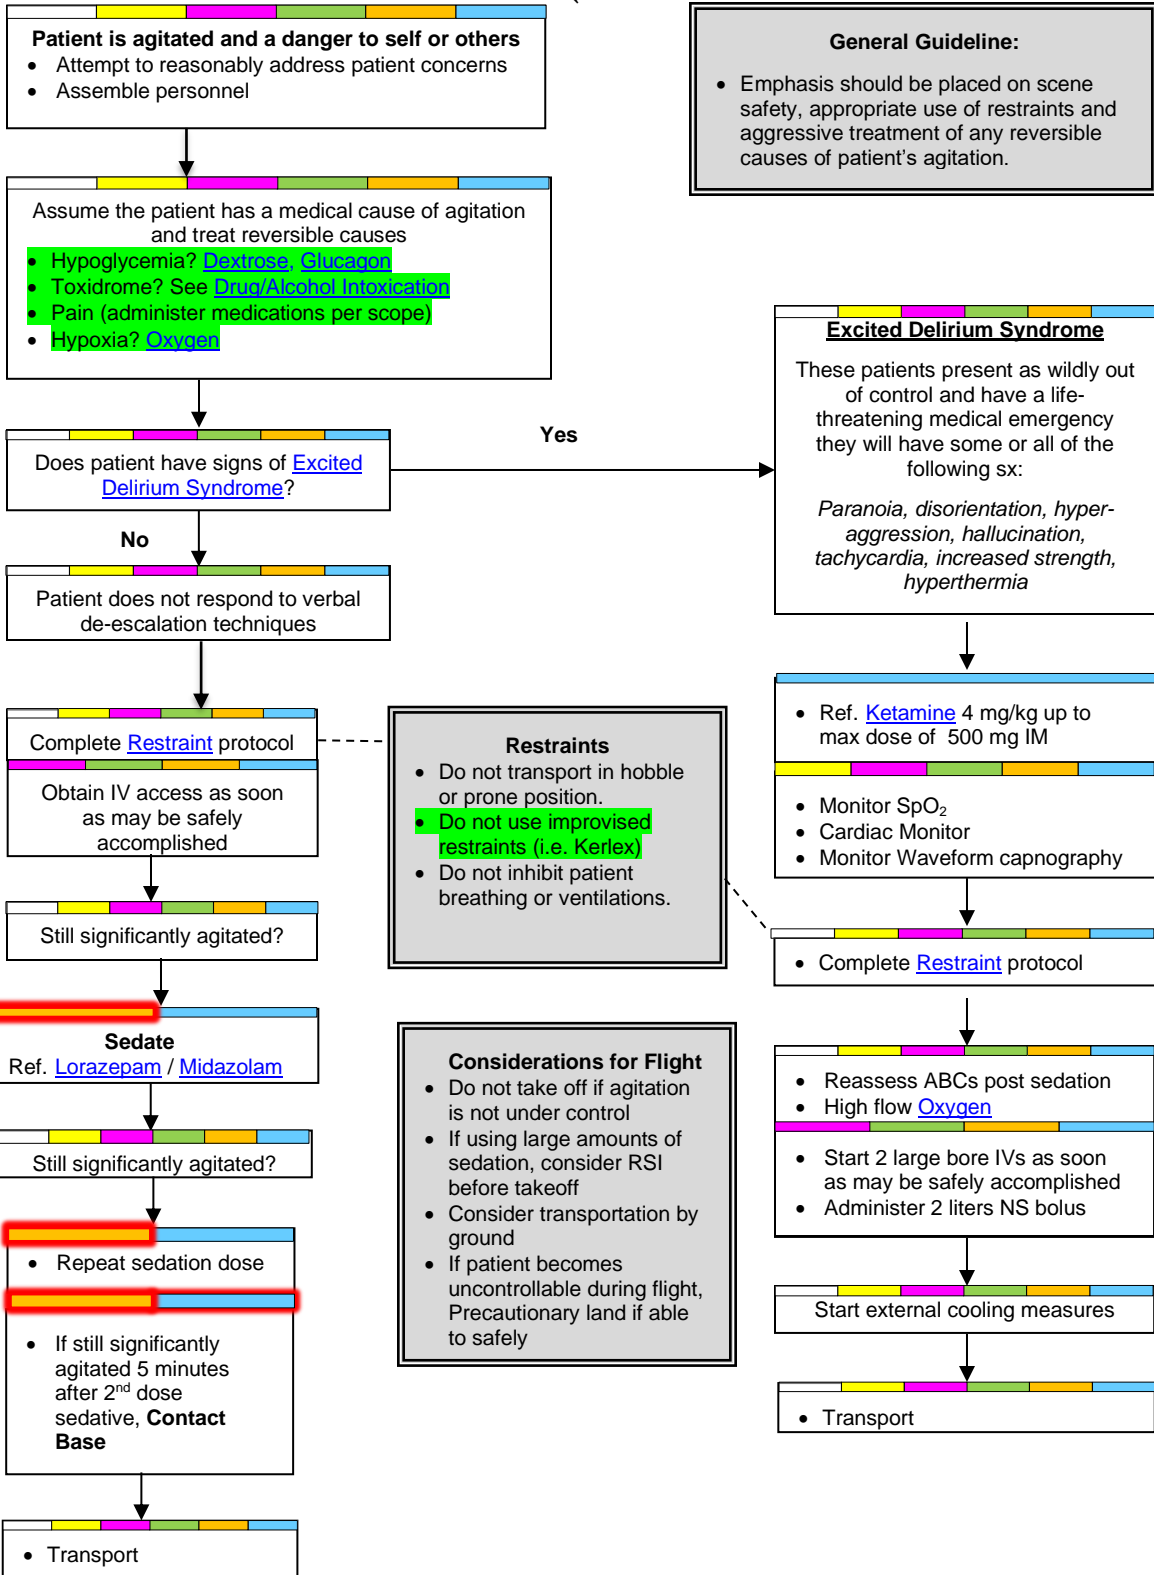 Patient is agitated and a danger to self or others
• Attempt to reasonably address patient concerns
• Assemble personnel
General Guideline:
• Emphasis should be placed on scene
safety, appropriate use of restraints and
aggressive treatment of any reversible
causes of patient's agitation.
Assume the patient has a medical cause of agitation
and treat reversible causes
• Hypoglycemia? Dextrose, Glucagon
• Toxidrome? See Drug/Alcohol Intoxication
• Pain (administer medications per scope)
• Hypoxia? Oxygen
Does patient have signs of Excited
Delirium Syndrome?
Yes
No
Excited Delirium Syndrome
These patients present as wildly out
of control and have a life-
threatening medical emergency
they will have some or all of the
following sx:
Paranoia, disorientation, hyper-
aggression, hallucination,
tachycardia, increased strength,
hyperthermia
Patient does not respond to verbal
de-escalation techniques
Complete Restraint protocol
Obtain IV access as soon
as may be safely
accomplished
Still significantly agitated?
Sedate
Ref. Lorazepam / Midazolam
Still significantly agitated?
• Repeat sedation dose
• If still significantly
agitated 5 minutes
after 2nd dose
sedative, Contact
Base
• Transport
Restraints
• Do not transport in hobble
or prone position.
• Do not use improvised
restraints (i.e. Kerlex)
• Do not inhibit patient
breathing or ventilations.
Considerations for Flight
• Do not take off if agitation
is not under control
• If using large amounts of
sedation, consider RSI
before takeoff
• Consider transportation by
ground
• If patient becomes
uncontrollable during flight,
Precautionary land if able
to safely
• Ref. Ketamine 4 mg/kg up to
max dose of 500 mg IM
• Monitor SpO2
• Cardiac Monitor
• Monitor Waveform capnography
• Complete Restraint protocol
• Reassess ABCs post sedation
• High flow Oxygen
• Start 2 large bore IVs as soon
as may be safely accomplished
• Administer 2 liters NS bolus
Start external cooling measures
• Transport